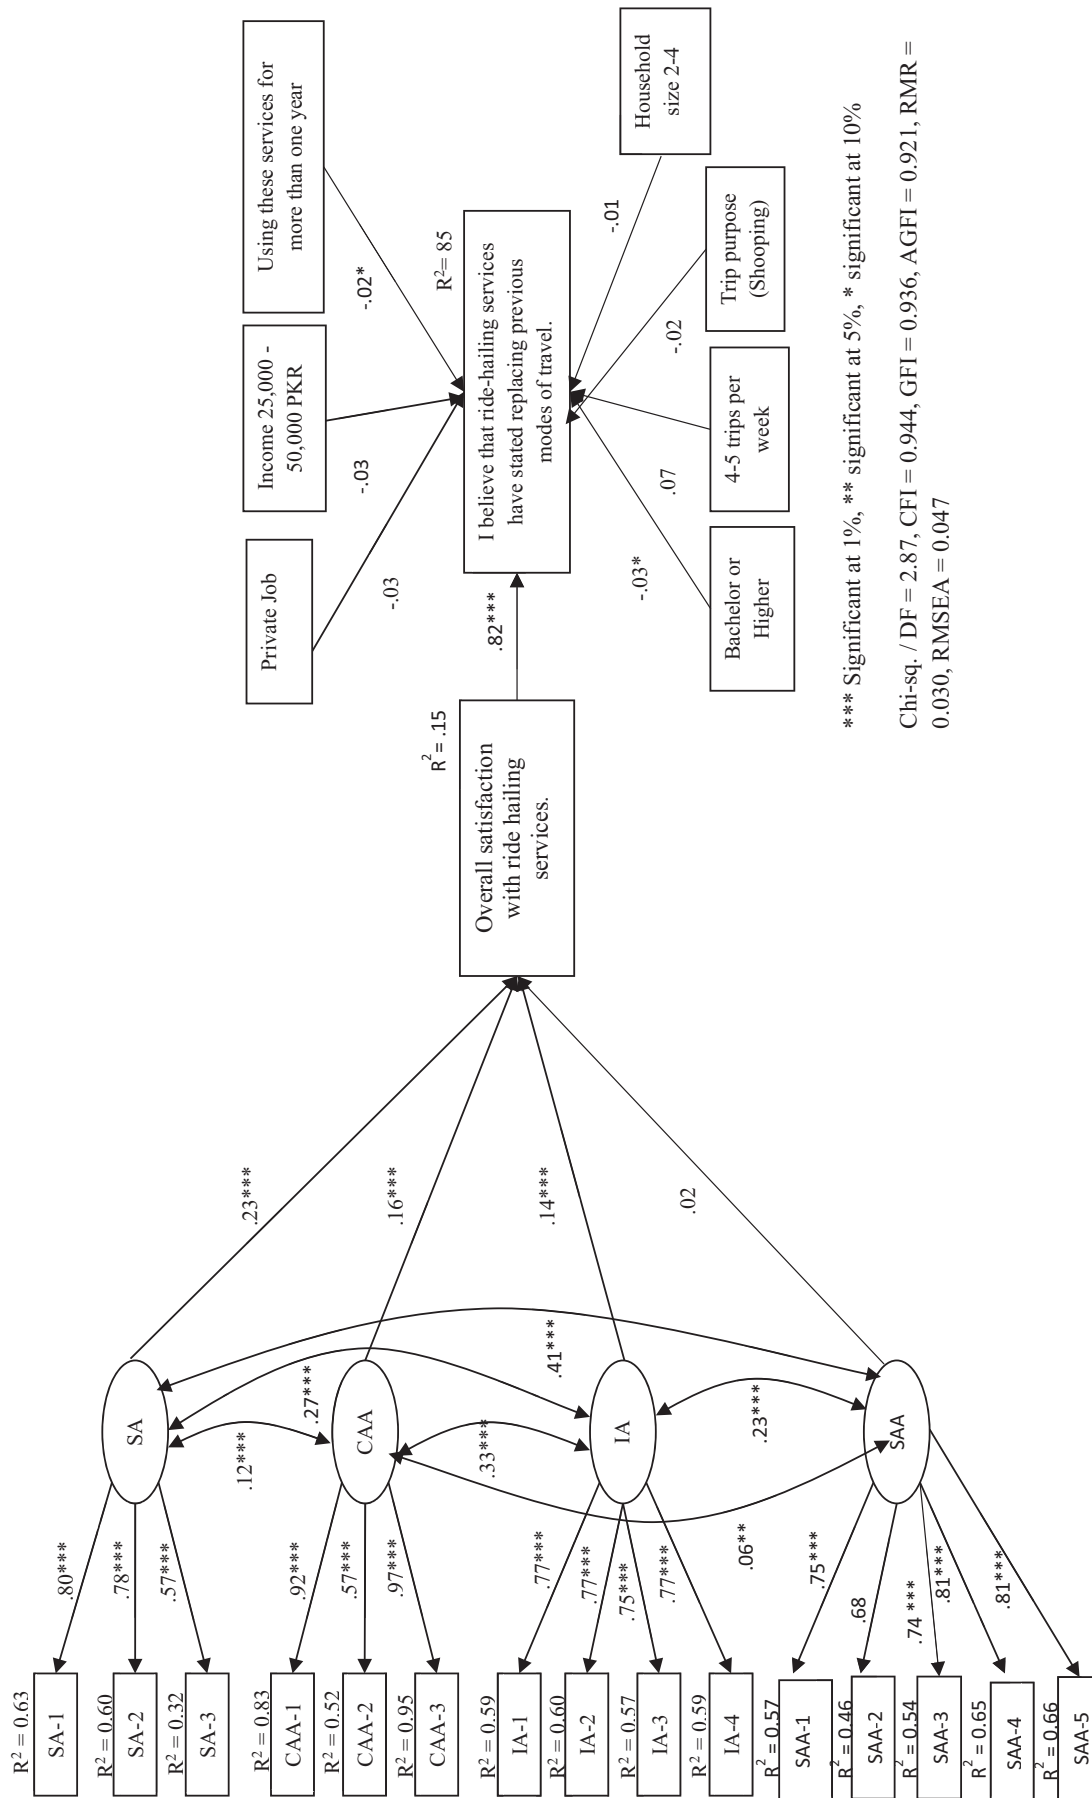 R² = 0.63
SA-1
R² = 0.60
SA-2
R² = 0.32
SA-3
R² = 0.83
CAA-1
R² = 0.52
CAA-2
R² = 0.95
CAA-3
R² = 0.59
IA-1
R² = 0.60
IA-2
R² = 0.57
IA-3
R² = 0.59
IA-4
R² = 0.57
SAA-1
R² = 0.46
SAA-2
R² = 0.54
SAA-3
R² = 0.65
SAA-4
R² = 0.66
SAA-5
.80***
.78***
.57***
.92***
.57***
.97***
.77***
.77***
.75***
.77***
.06**
.75***
.68
.74 ***
.81***
.81***
SA
CAA
IA
SAA
.12***
.27***
.33***
.41***
.23***
.23***
.16***
.14***
.02
R² = .15
Overall satisfaction
with ride hailing
services.
.82***
Private Job
Income 25,000 -
50,000 PKR
Using these services for
more than one year
-.03
-.03
-.02*
R²= 85
I believe that ride-hailing services
have stated replacing previous
modes of travel.
-.03*
.07
-.02
-.01
Bachelor or
Higher
4-5 trips per
week
Trip purpose
(Shooping)
Household
size 2-4
*** Significant at 1%, ** significant at 5%, * significant at 10%
Chi-sq. / DF = 2.87, CFI = 0.944, GFI = 0.936, AGFI = 0.921, RMR =
0.030, RMSEA = 0.047